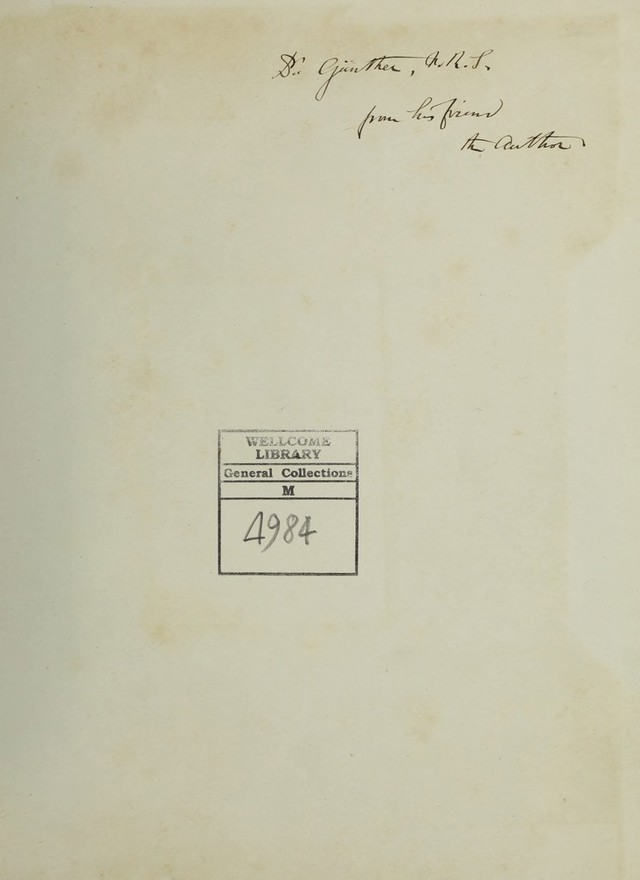 Dr Günther, F.R.S.
from his friend
the Author
WELLCOME
LIBRARY
General Collections
M
4984